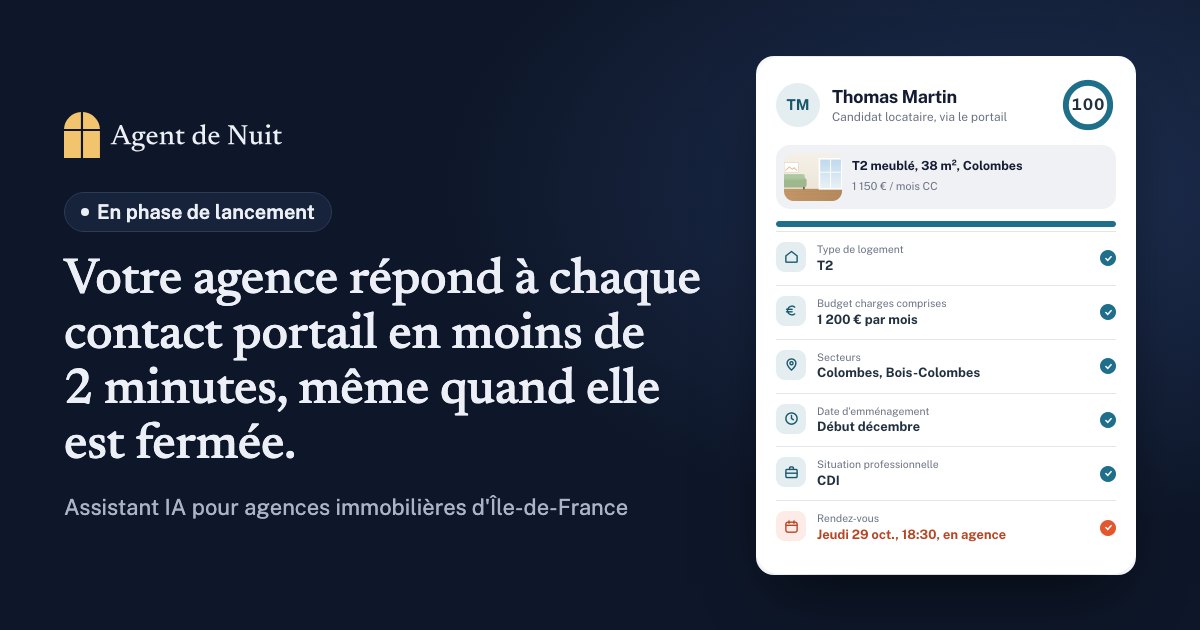 Agent de Nuit
En phase de lancement
Votre agence répond à chaque
contact portail en moins de
2 minutes, même quand elle
est fermée.
Assistant IA pour agences immobilières d'Île-de-France
TM
Thomas Martin
Candidat locataire, via le portail
100
T2 meublé, 38 m², Colombes
1 150 € / mois CC
Type de logement
T2
Budget charges comprises
1 200 € par mois
Secteurs
Colombes, Bois-Colombes
Date d'emménagement
Début décembre
Situation professionnelle
CDI
Rendez-vous
Jeudi 29 oct., 18:30, en agence